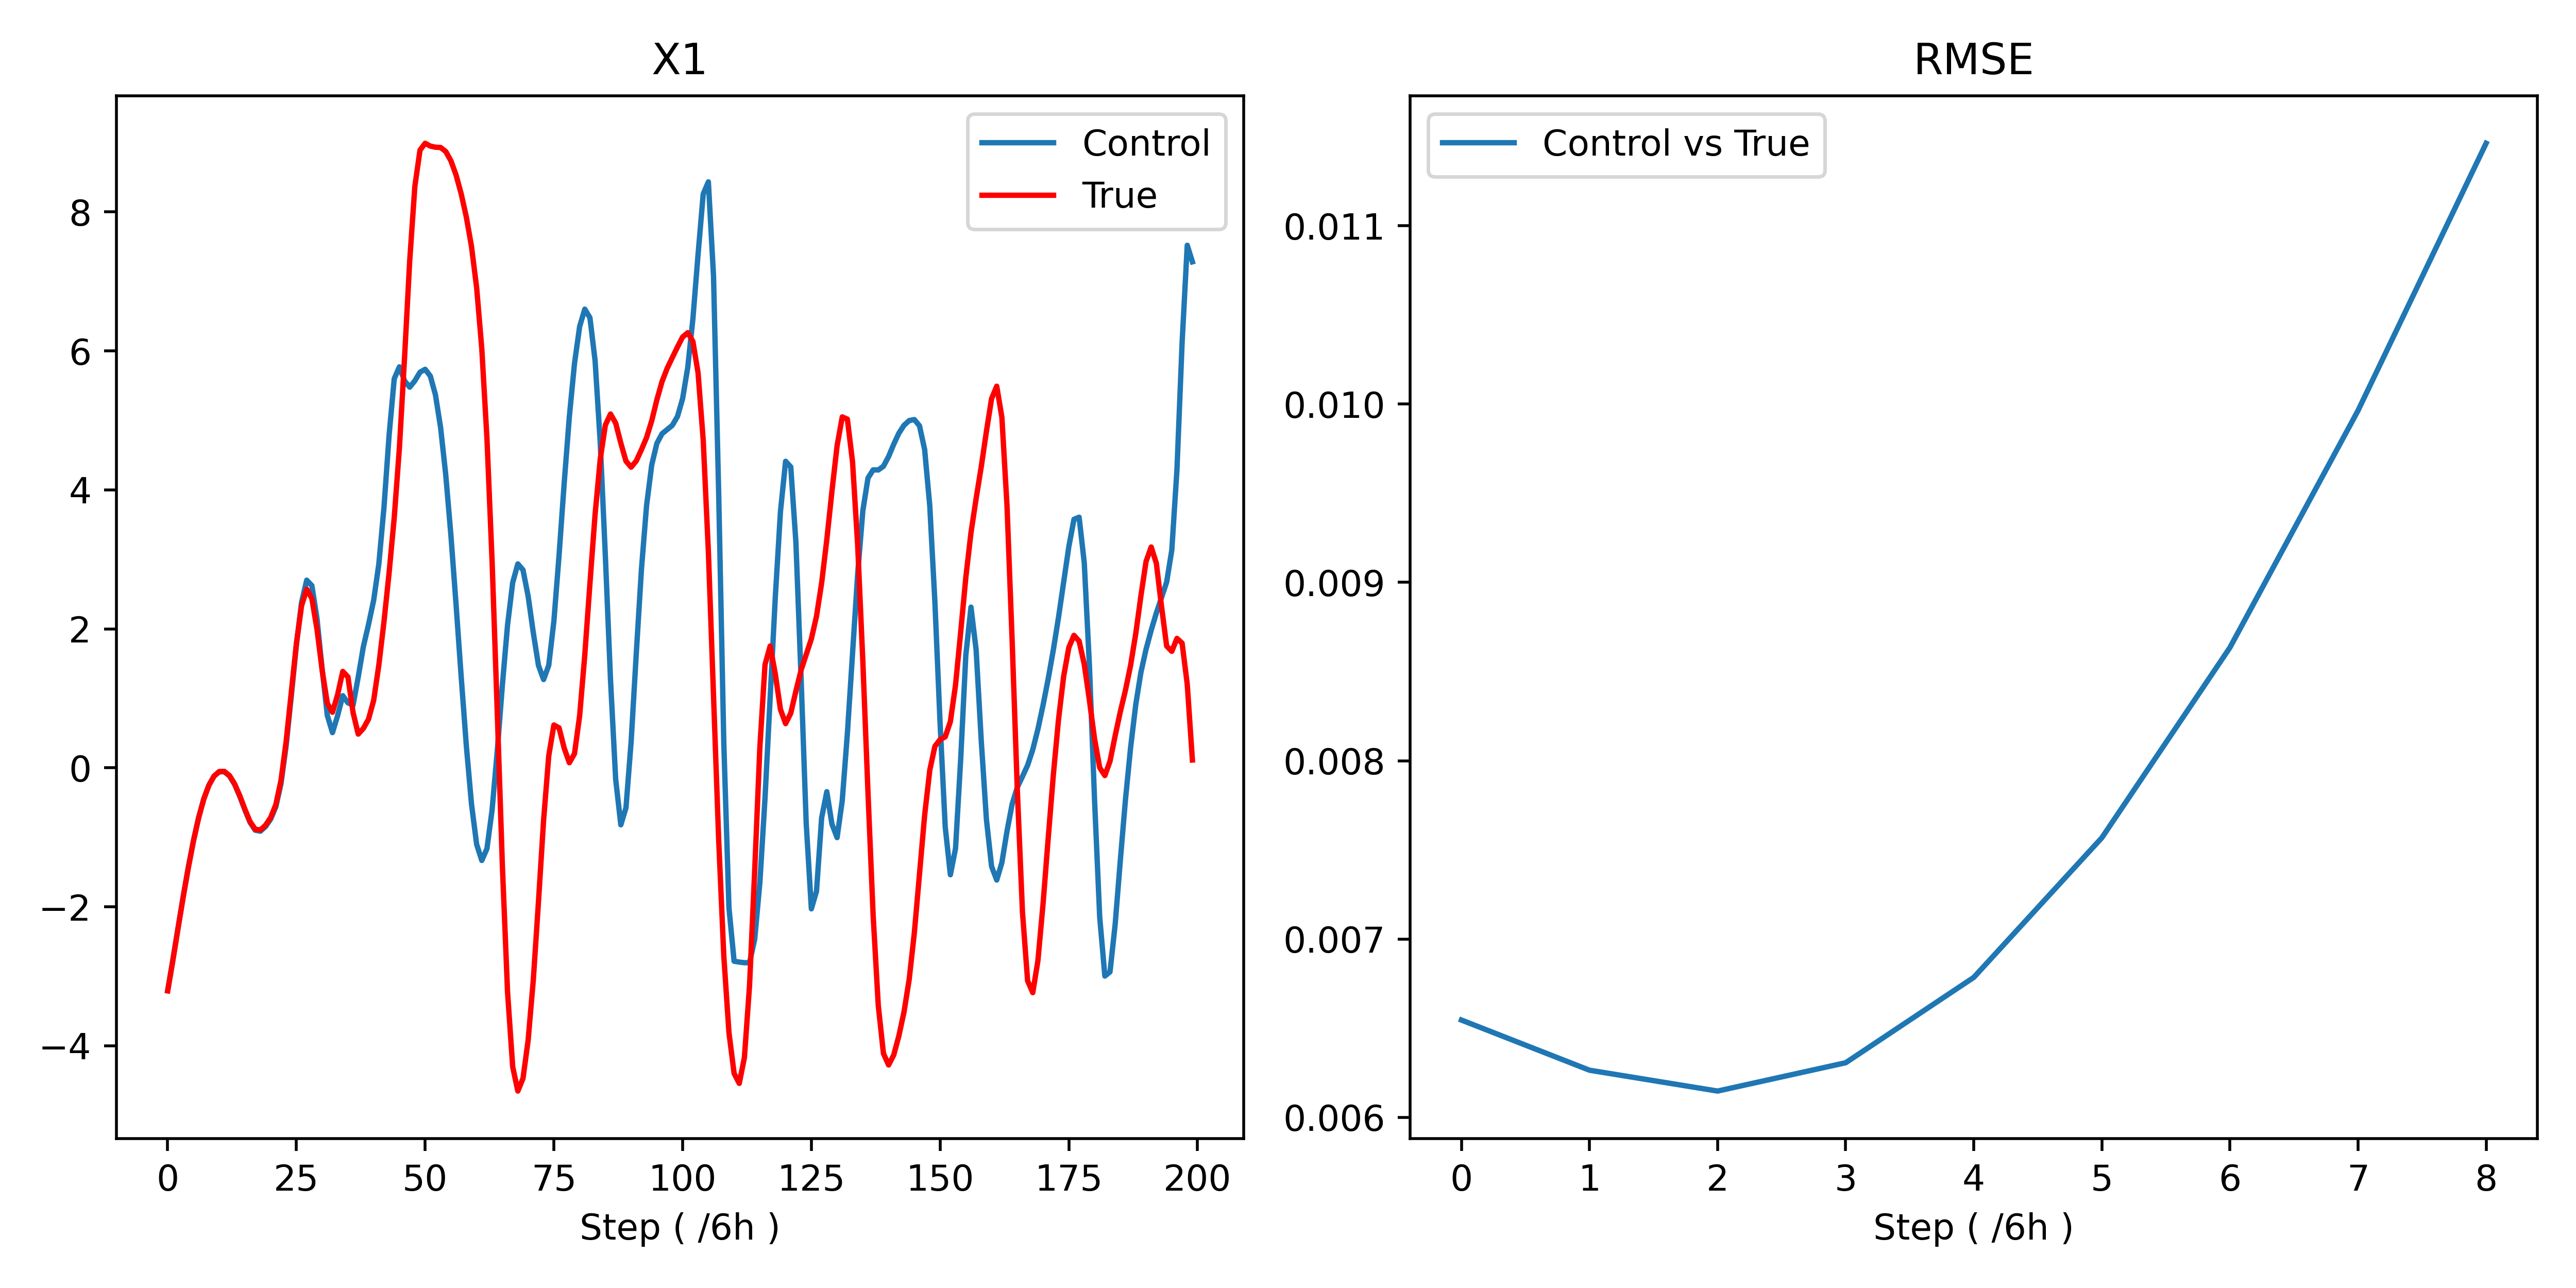 X1
Control
True
8
6
4
2
0
−2
−4
0 25 50 75 100 125 150 175 200
Step ( /6h )
RMSE
Control vs True
0.011
0.010
0.009
0.008
0.007
0.006
0 1 2 3 4 5 6 7 8
Step ( /6h )